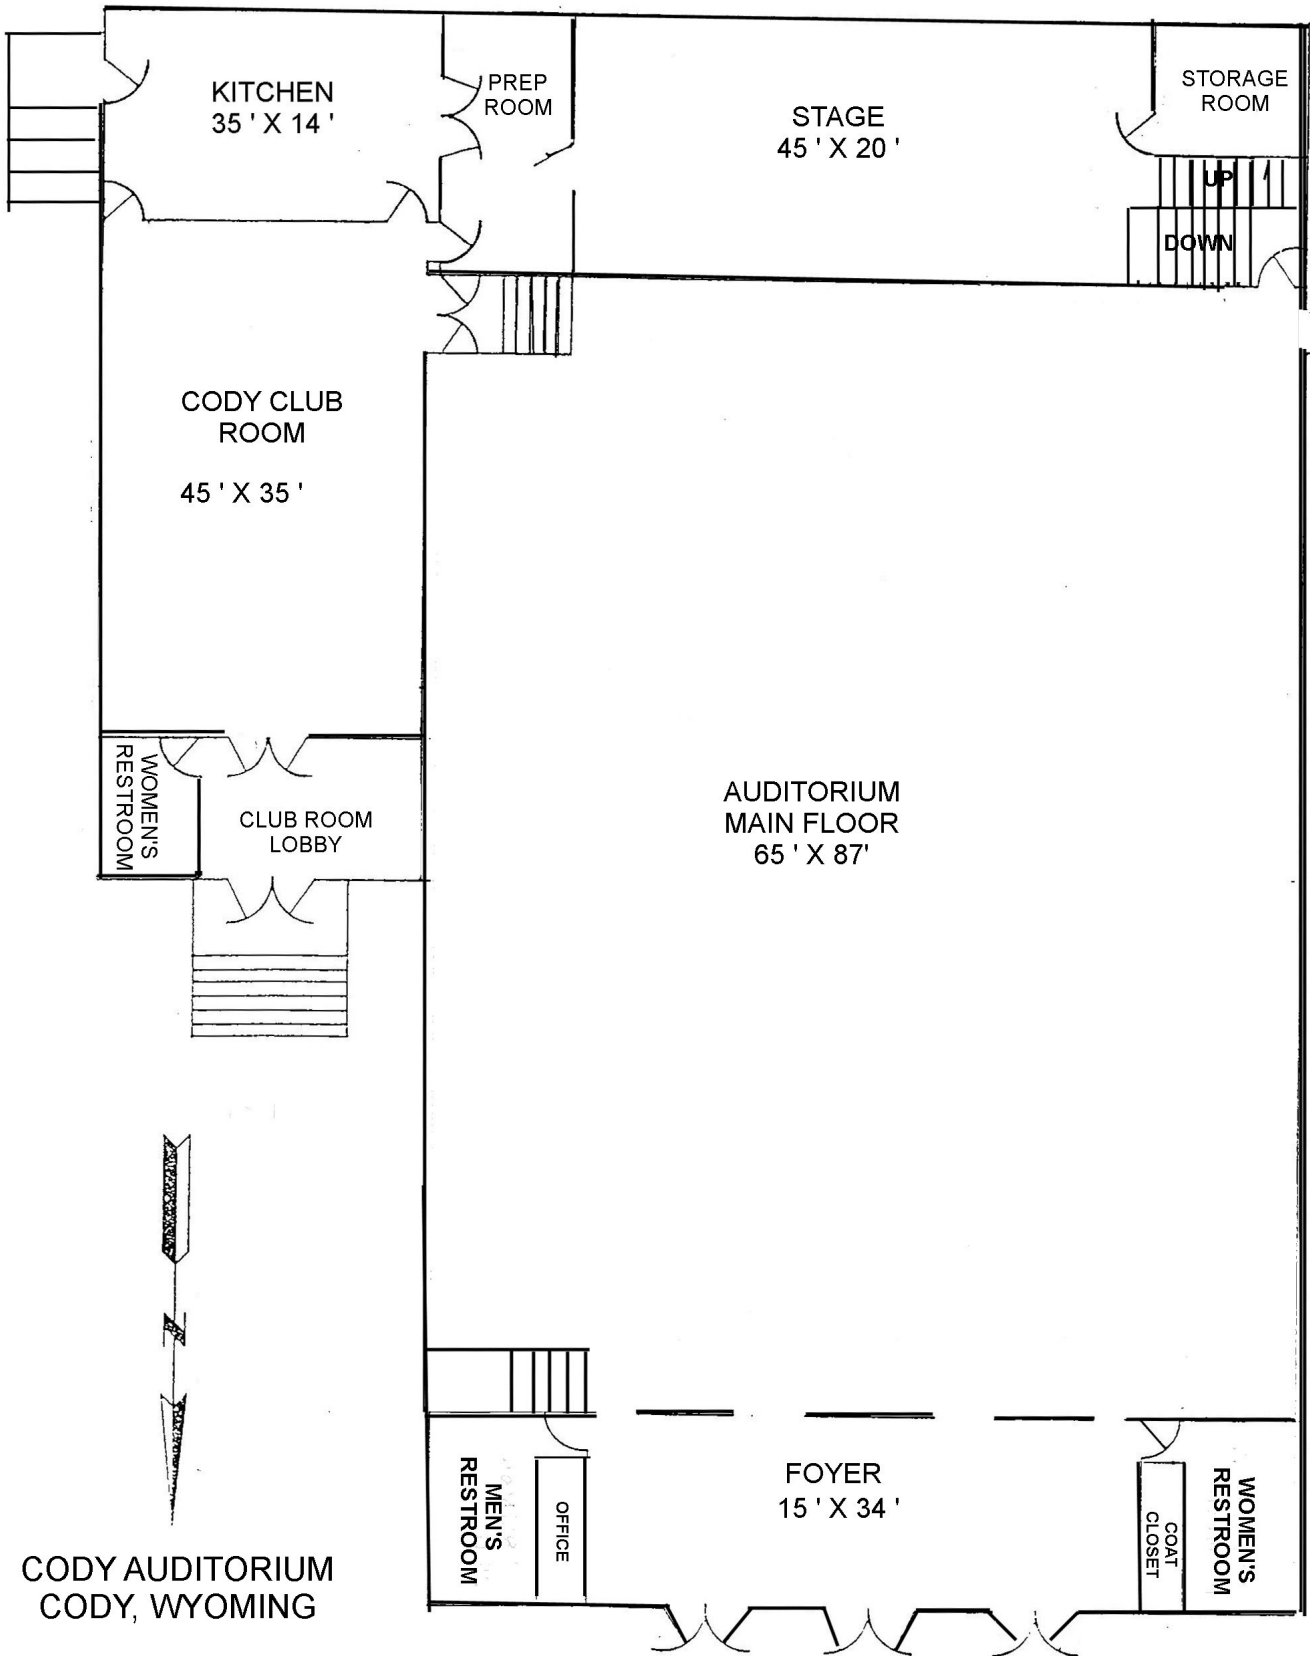 KITCHEN
35 ' X 14 '
PREP
ROOM
STAGE
45 ' X 20 '
STORAGE
ROOM
UP
DOWN
CODY CLUB
ROOM
45 ' X 35 '
WOMEN'S
RESTROOM
CLUB ROOM
LOBBY
AUDITORIUM
MAIN FLOOR
65 ' X 87'
N
MEN'S
RESTROOM
OFFICE
FOYER
15 ' X 34 '
COAT
CLOSET
WOMEN'S
RESTROOM
CODY AUDITORIUM
CODY, WYOMING